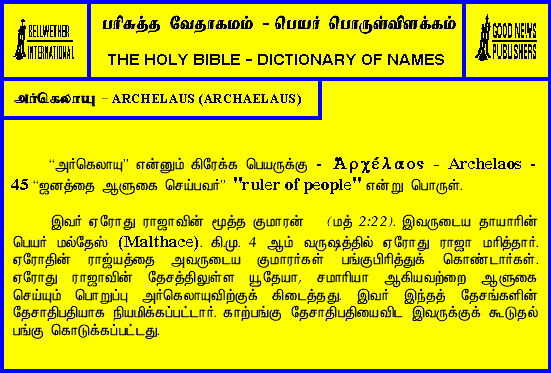 BELLWETHER
INTERNATIONAL
பரிசுத்த வேதாகமம் - பெயர் பொருள்விளக்கம்
THE HOLY BIBLE - DICTIONARY OF NAMES
GOOD NEWS
PUBLISHERS
அர்கெலாயு - ARCHELAUS (ARCHAELAUS)
“அர்கெலாயு” என்னும் கிரேக்க பெயருக்கு - Ἀρχέλαος - Archelaos -
45 “ஜனத்தை ஆளுகை செய்பவர்” "ruler of people" என்று பொருள்.
இவர் ஏரோது ராஜாவின் மூத்த குமாரன் (மத் 2:22). இவருடைய தாயாரின்
பெயர் மல்தேஸ் (Malthace). கி.மு. 4 ஆம் வருஷத்தில் ஏரோது ராஜா மரித்தார்.
ஏரோதின் ராஜ்யத்தை அவருடைய குமாரர்கள் பங்குபிரித்துக் கொண்டார்கள்.
ஏரோது ராஜாவின் தேசத்திலுள்ள யூதேயா, சமாரியா ஆகியவற்றை ஆளுகை
செய்யும் பொறுப்பு அர்கெலாயுவிற்குக் கிடைத்தது. இவர் இந்தத் தேசங்களின்
தேசாதிபதியாக நியமிக்கப்பட்டார். காற்பங்கு தேசாதிபதியைவிட இவருக்குக் கூடுதல்
பங்கு கொடுக்கப்பட்டது.